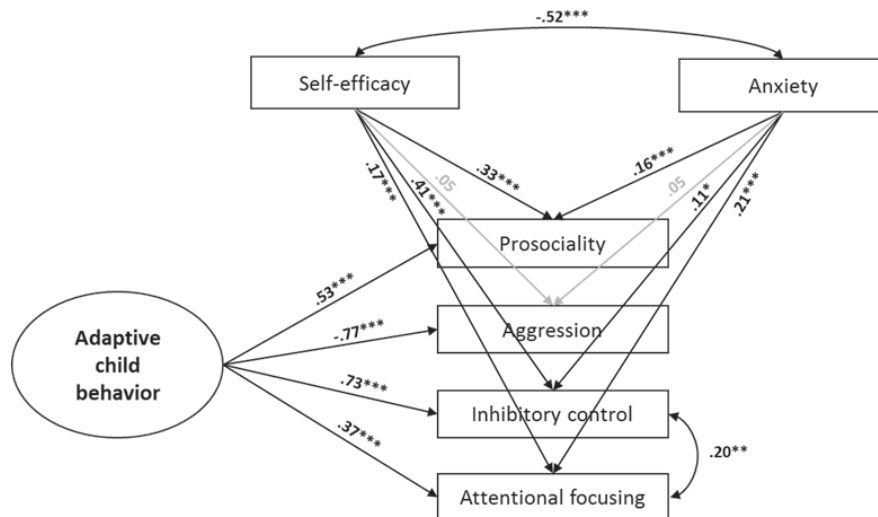 -.52***
Self-efficacy
Anxiety
.17***
.41***
.05
.33***
.16***
.05
.11*
.21***
Prosociality
.53***
Adaptive
child
behavior
-.77***
Aggression
.73***
Inhibitory control
.37***
.20**
Attentional focusing